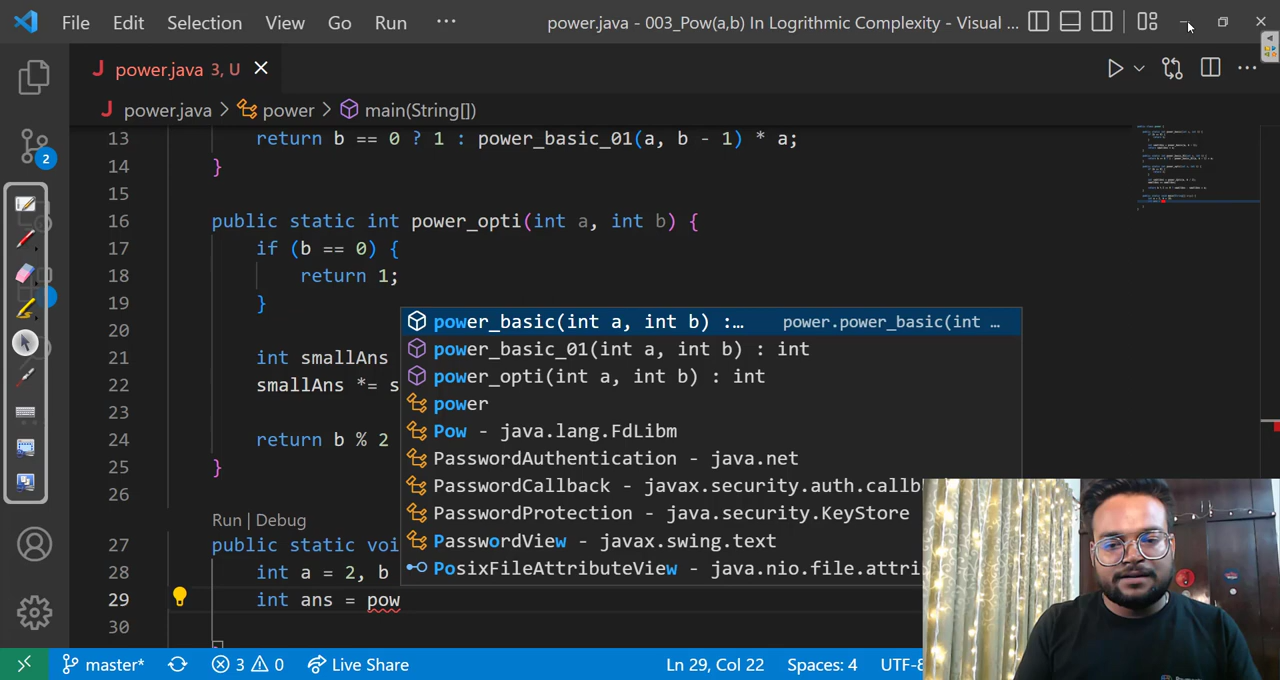 File Edit Selection View Go Run ··· power.java - 003_Pow(a,b) In Logrithmic Complexity - Visual ...
J power.java 3, U
J power.java > power > main(String[])
13 return b == 0 ? 1 : power_basic_01(a, b - 1) * a;
14 }
15
16 public static int power_opti(int a, int b) {
17 if (b == 0) {
18 return 1;
19 }
20
power_basic(int a, int b) :… power.power_basic(int …
power_basic_01(int a, int b) : int
21 int smallAns
power_opti(int a, int b) : int
22 smallAns *= s
power
23
Pow - java.lang.FdLibm
24 return b % 2
PasswordAuthentication - java.net
25 }
PasswordCallback - javax.security.auth.callb
26
PasswordProtection - java.security.KeyStore
Run | Debug
PasswordView - javax.swing.text
27 public static voi
PosixFileAttributeView - java.nio.file.attri
28 int a = 2, b
29 int ans = pow
30
2
master* 3 0 Live Share Ln 29, Col 22 Spaces: 4 UTF-8